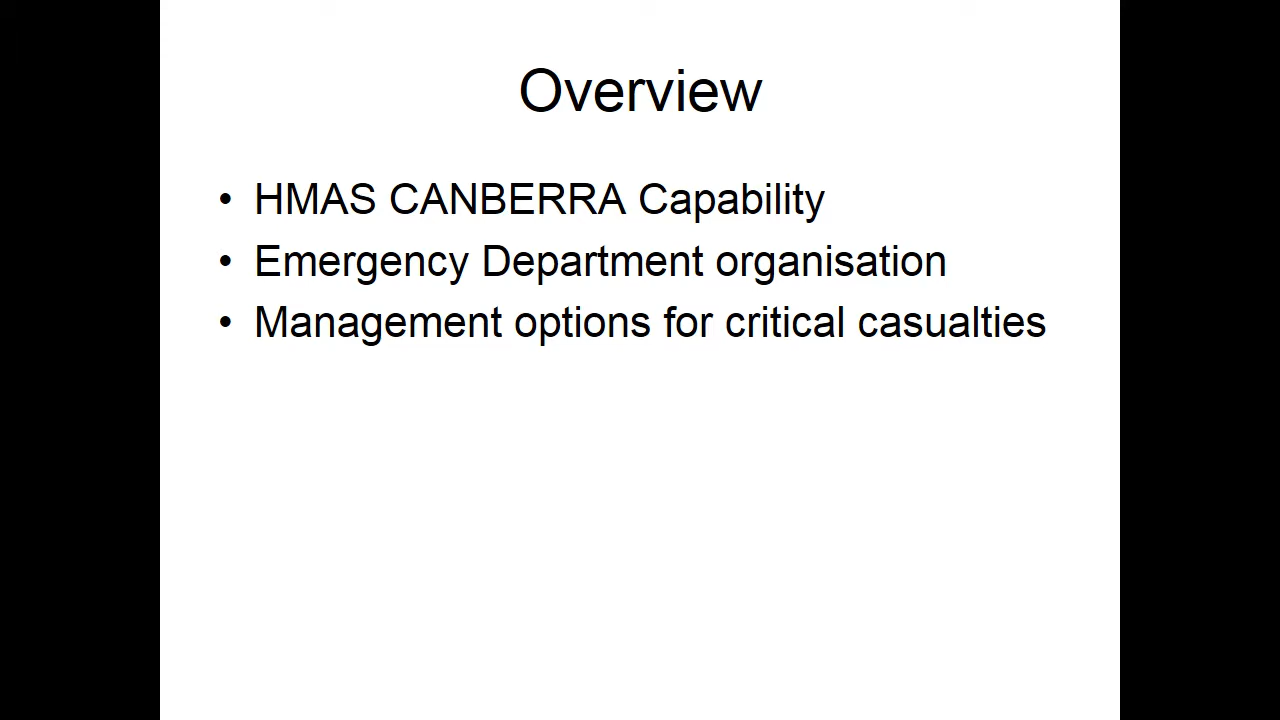 Overview
• HMAS CANBERRA Capability
• Emergency Department organisation
• Management options for critical casualties